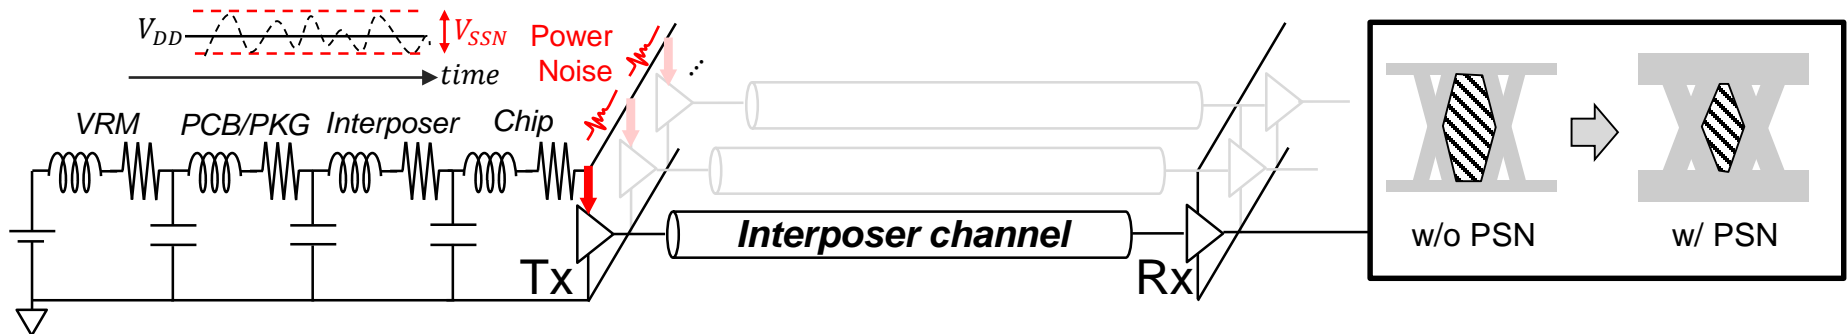 V_DD
V_SSN
time
Power
Noise
...
VRM
PCB/PKG
Interposer
Chip
Interposer channel
Tx
Rx
w/o PSN
w/ PSN